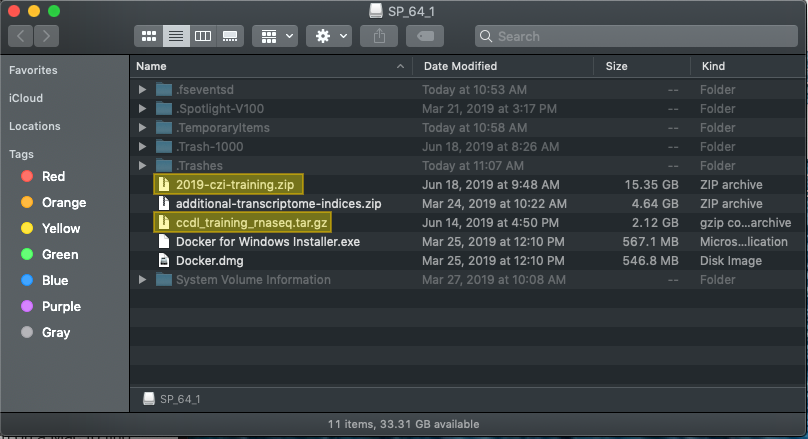 SP_64_1
Search
Favorites
iCloud
Locations
Tags
Red
Orange
Yellow
Green
Blue
Purple
Gray
Name Date Modified Size Kind
.fseventsd Today at 10:53 AM -- Folder
.Spotlight-V100 Mar 21, 2019 at 3:17 PM -- Folder
.TemporaryItems Today at 10:58 AM -- Folder
.Trash-1000 Jun 18, 2019 at 8:26 AM -- Folder
.Trashes Today at 11:07 AM -- Folder
2019-czi-training.zip Jun 18, 2019 at 9:48 AM 15.35 GB ZIP archive
additional-transcriptome-indices.zip Mar 24, 2019 at 10:22 AM 4.64 GB ZIP archive
ccdl_training_rnaseq.tar.gz Jun 14, 2019 at 4:50 PM 2.12 GB gzip co...archive
Docker for Windows Installer.exe Mar 25, 2019 at 12:10 PM 567.1 MB Micros...lication
Docker.dmg Mar 25, 2019 at 12:10 PM 546.8 MB Disk Image
System Volume Information Mar 27, 2019 at 10:08 AM -- Folder
SP_64_1
11 items, 33.31 GB available